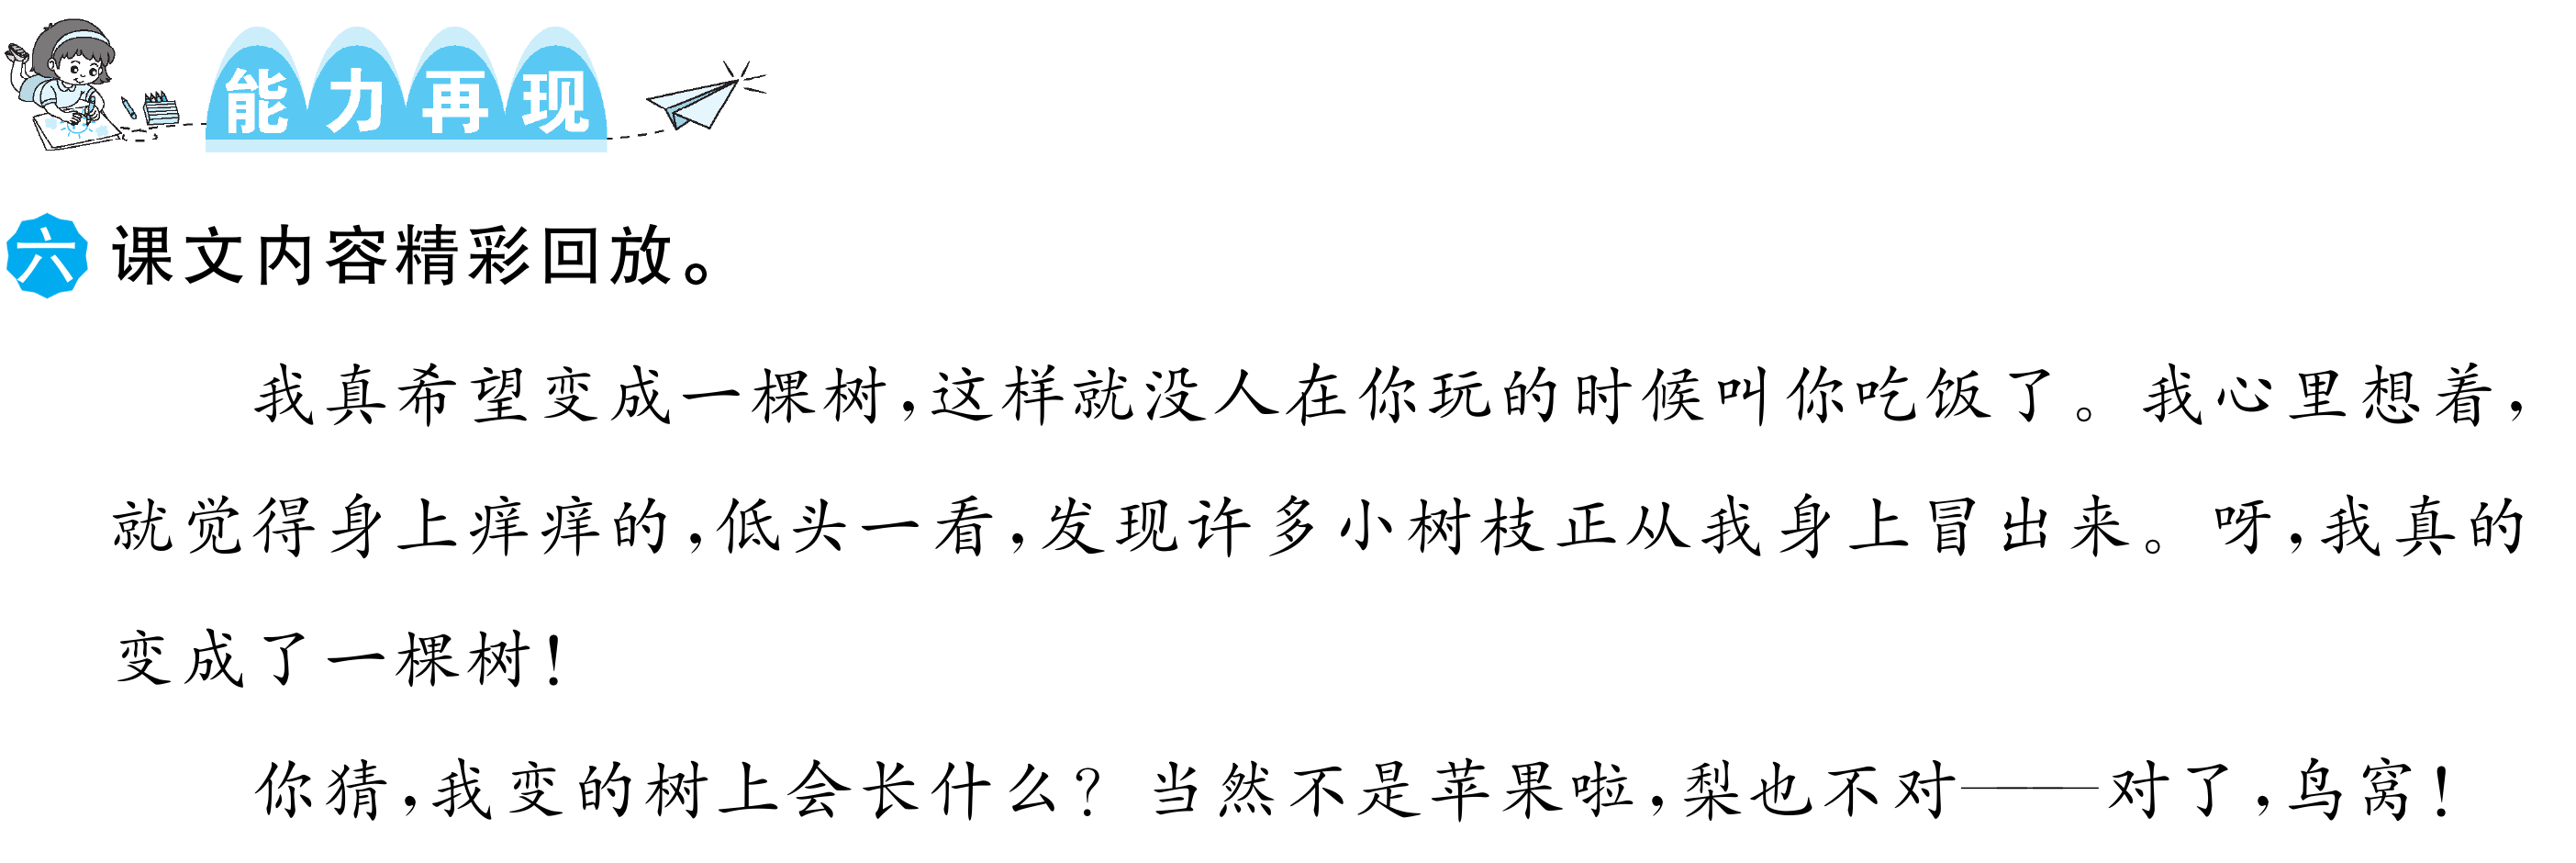 能力再现
六 课文内容精彩回放。
我真希望变成一棵树,这样就没人在你玩的时候叫你吃饭了。我心里想着,
就觉得身上痒痒的,低头一看,发现许多小树枝正从我身上冒出来。呀,我真的
变成了一棵树!
你猜,我变的树上会长什么? 当然不是苹果啦,梨也不对——对了,鸟窝!